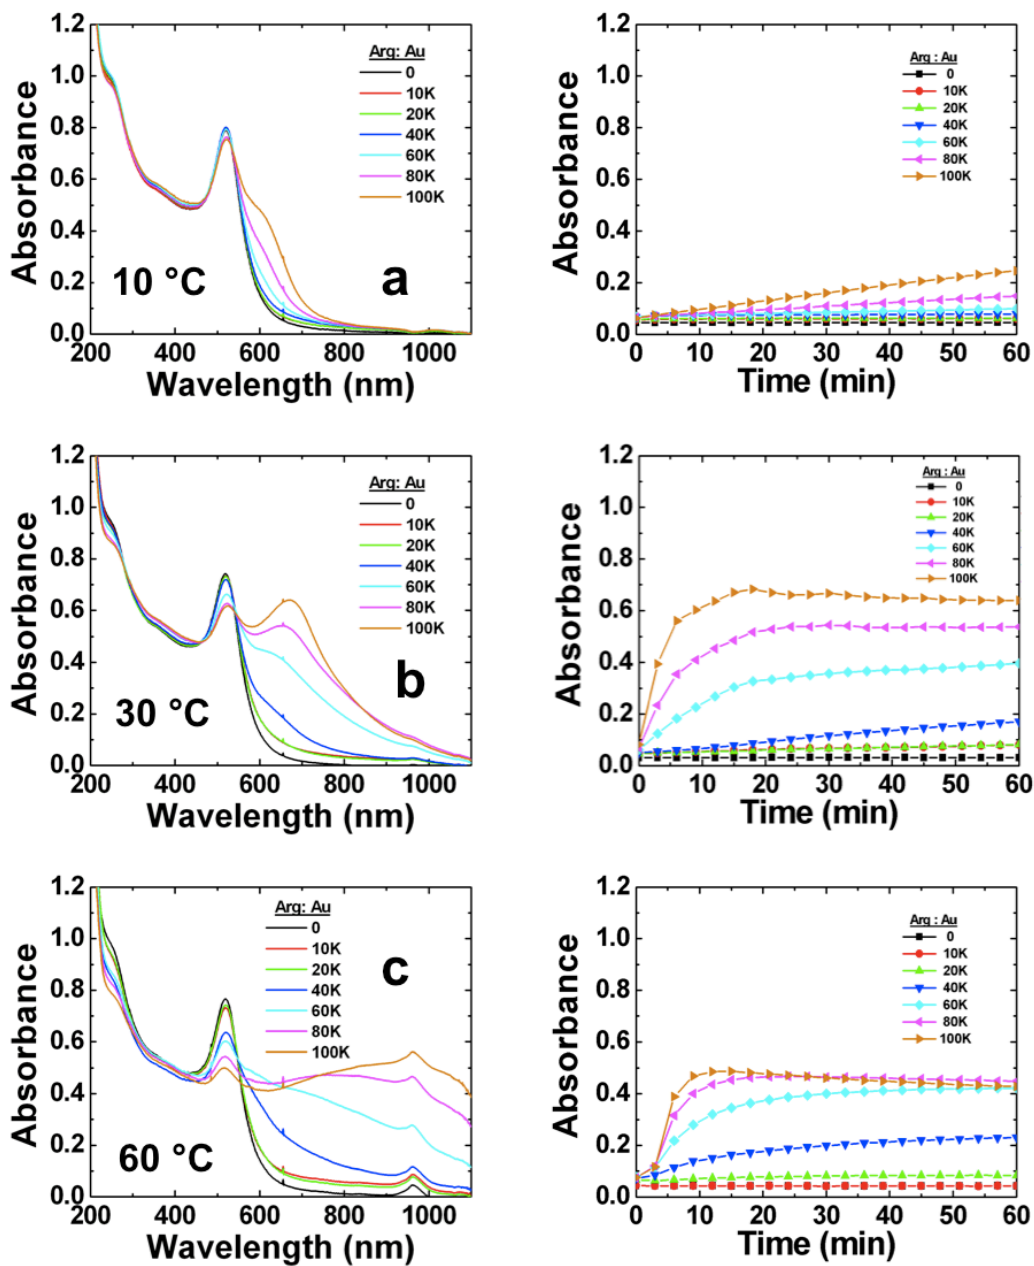 1.2
1.0
0.8
0.6
0.4
0.2
0.0
Absorbance
Arg: Au
0
10K
20K
40K
60K
80K
100K
10 °C
a
200 400 600 800 1000
Wavelength (nm)
1.2
1.0
0.8
0.6
0.4
0.2
0.0
Absorbance
Arg : Au
0
10K
20K
40K
60K
80K
100K
0 10 20 30 40 50 60
Time (min)
1.2
1.0
0.8
0.6
0.4
0.2
0.0
Absorbance
Arg: Au
0
10K
20K
40K
60K
80K
100K
b
30 °C
200 400 600 800 1000
Wavelength (nm)
1.2
1.0
0.8
0.6
0.4
0.2
0.0
Absorbance
Arg : Au
0
10K
20K
40K
60K
80K
100K
0 10 20 30 40 50 60
Time (min)
1.2
1.0
0.8
0.6
0.4
0.2
0.0
Absorbance
Arg: Au
0
10K
20K
40K
60K
80K
100K
c
60 °C
200 400 600 800 1000
Wavelength (nm)
1.2
1.0
0.8
0.6
0.4
0.2
0.0
Absorbance
Arg : Au
0
10K
20K
40K
60K
80K
100K
0 10 20 30 40 50 60
Time (min)